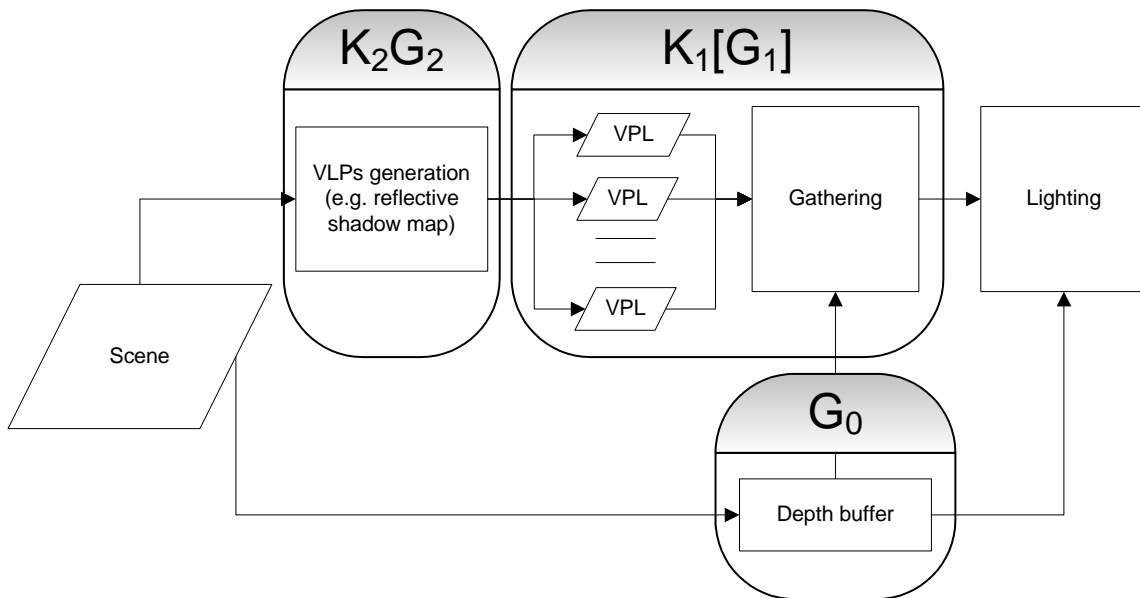 K₂G₂
K₁[G₁]
VLPs generation
(e.g. reflective
shadow map)
VPL
VPL
VPL
Gathering
Lighting
Scene
G₀
Depth buffer